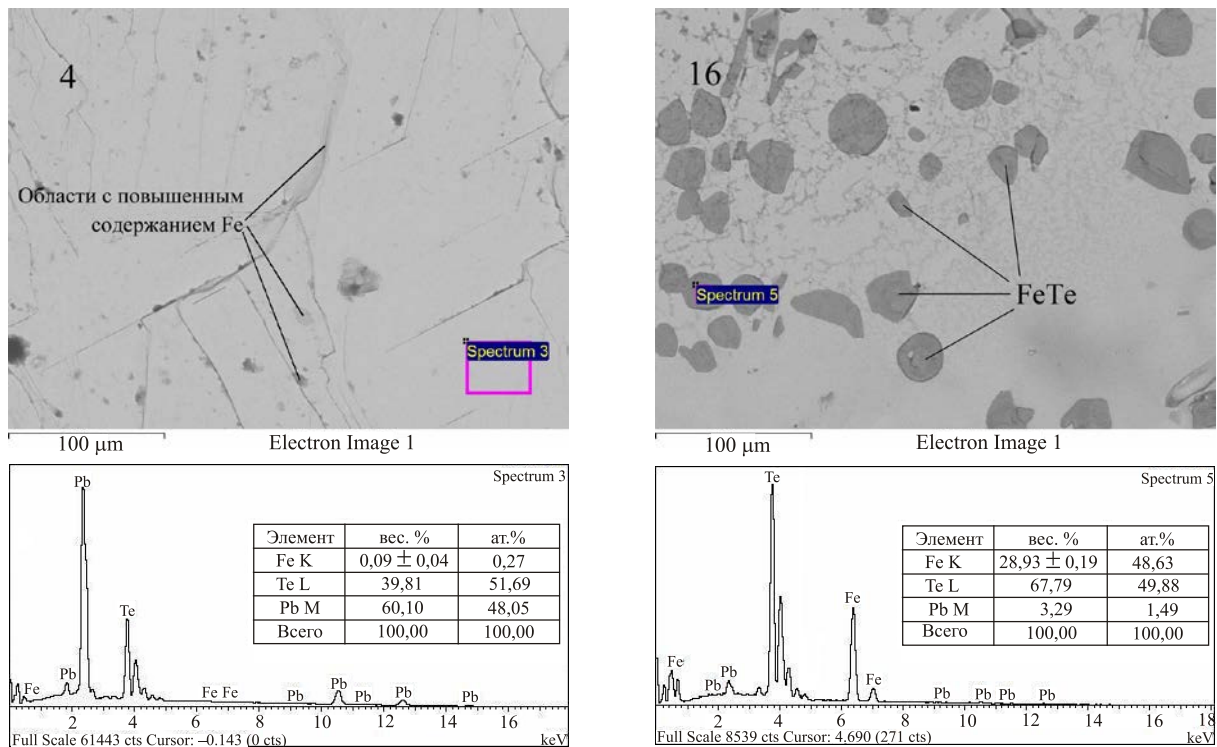 4
Области с повышенным
содержанием Fe
Spectrum 3
100 μm
Electron Image 1
16
FeTe
Spectrum 5
100 μm
Electron Image 1
Spectrum 3
Pb
Элемент вес. % ат.%
Fe K 0,09 ± 0,04 0,27
Te L 39,81 51,69
Pb M 60,10 48,05
Всего 100,00 100,00
Te
Fe Pb Fe Fe Pb Pb Pb Pb Pb
2 4 6 8 10 12 14 16
Full Scale 61443 cts Cursor: –0.143 (0 cts) keV
Spectrum 5
Te
Элемент вес. % ат.%
Fe K 28,93 ± 0,19 48,63
Te L 67,79 49,88
Pb M 3,29 1,49
Всего 100,00 100,00
Fe
Fe Pb Pb Fe Pb Pb Pb Pb
0 2 4 6 8 10 12 14 16 18
Full Scale 8539 cts Cursor: 4,690 (271 cts) keV